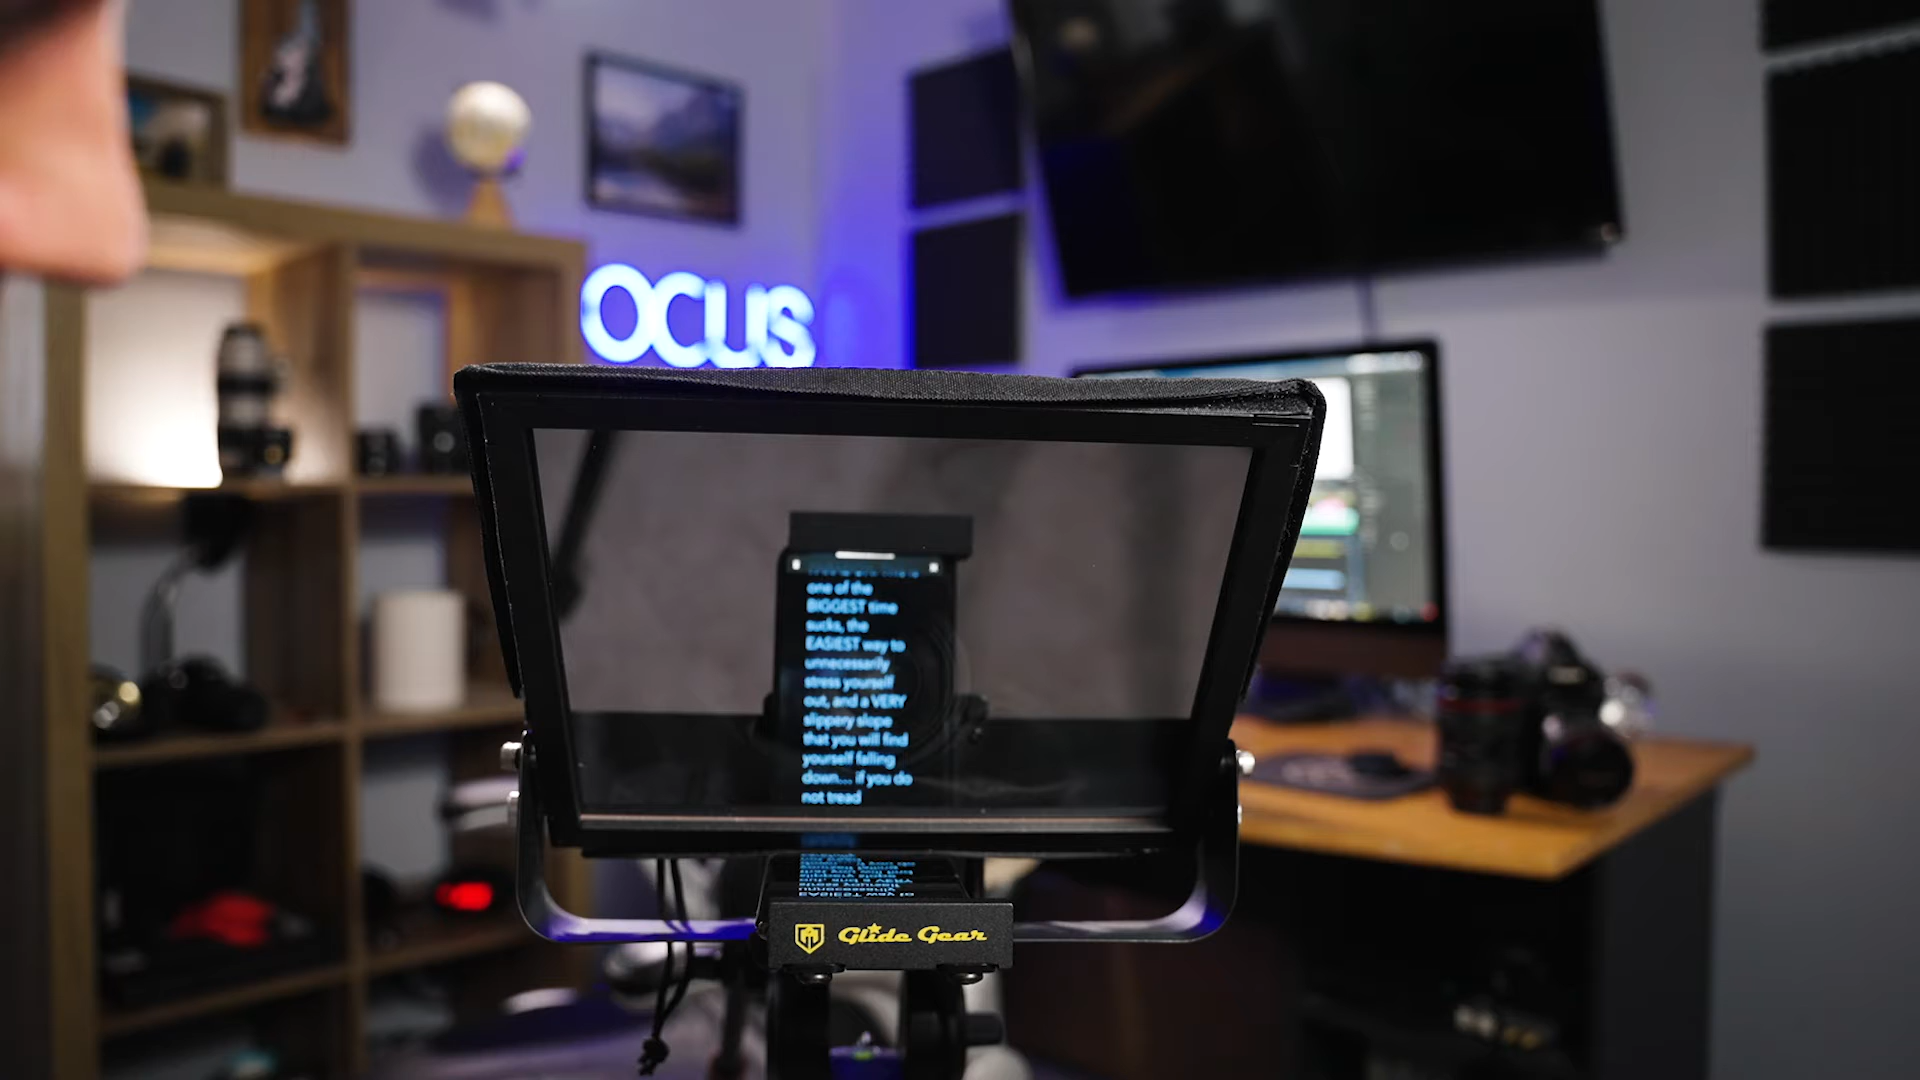 OCUS
one of the
BIGGEST time
sucks, the
EASIEST way to
unnecessarily
stress yourself
out, and a VERY
slippery slope
that you will find
yourself falling
down... if you do
not tread
Glide Gear